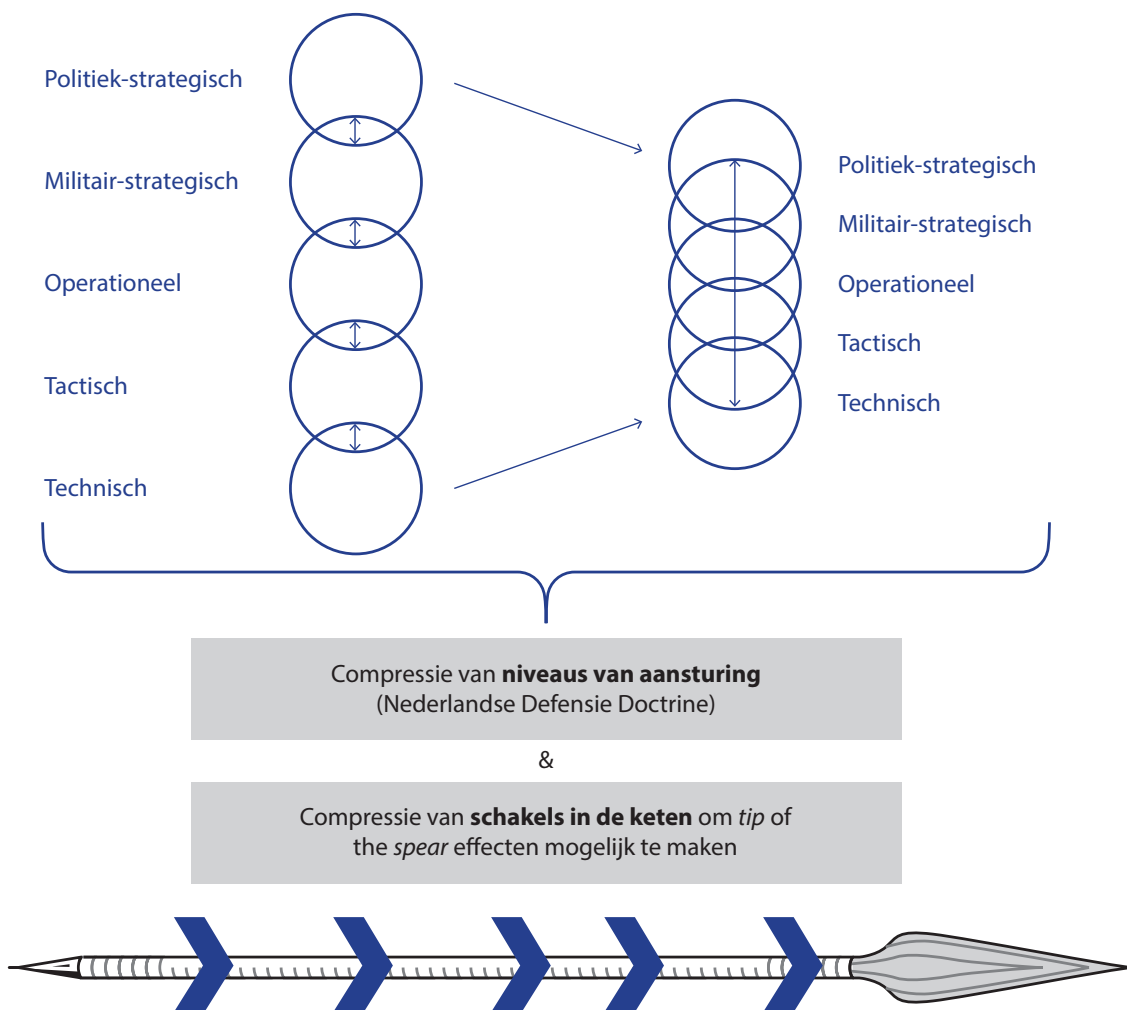 Politiek-strategisch
Militair-strategisch
Operationeel
Tactisch
Technisch
Politiek-strategisch
Militair-strategisch
Operationeel
Tactisch
Technisch
Compressie van niveaus van aansturing
(Nederlandse Defensie Doctrine)
&
Compressie van schakels in de keten om tip of
the spear effecten mogelijk te maken